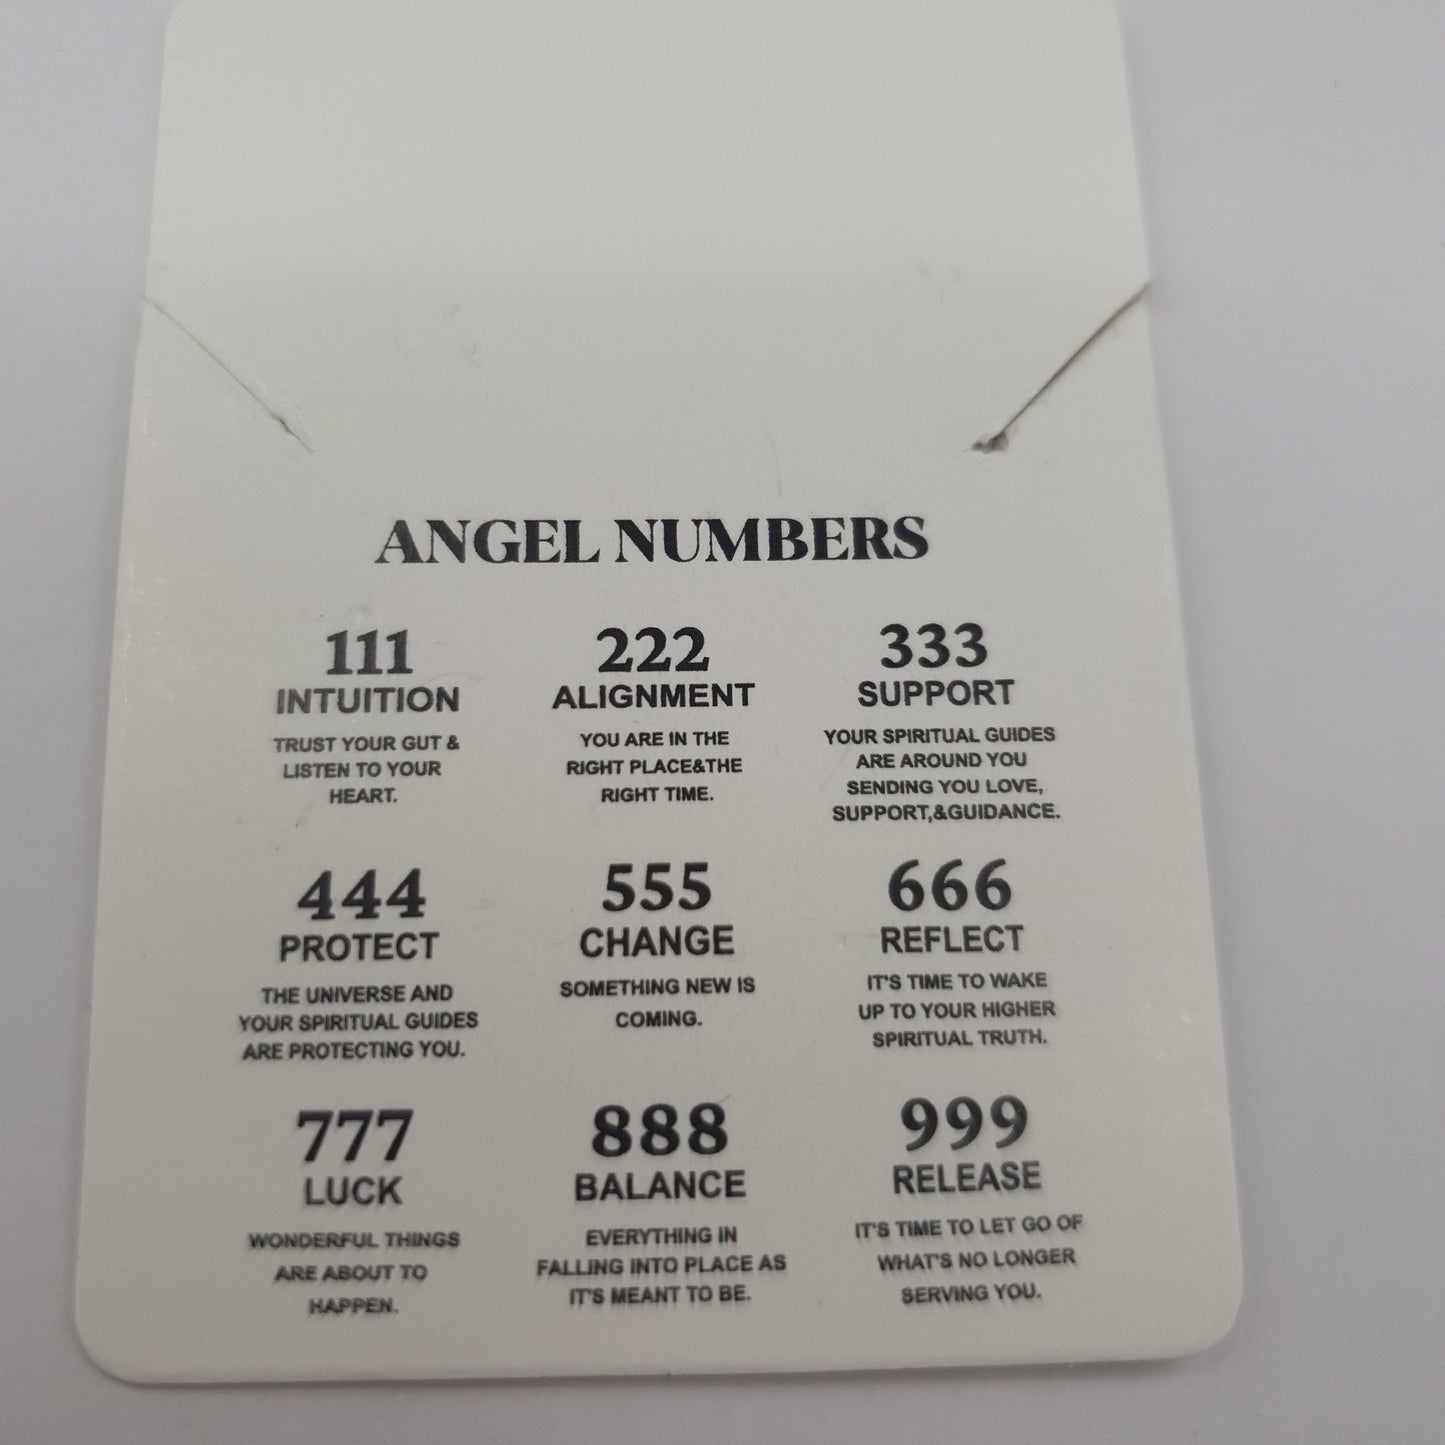 ANGEL NUMBERS
111
INTUITION
TRUST YOUR GUT &
LISTEN TO YOUR
HEART.
222
ALIGNMENT
YOU ARE IN THE
RIGHT PLACE&THE
RIGHT TIME.
333
SUPPORT
YOUR SPIRITUAL GUIDES
ARE AROUND YOU
SENDING YOU LOVE,
SUPPORT,&GUIDANCE.
444
PROTECT
THE UNIVERSE AND
YOUR SPIRITUAL GUIDES
ARE PROTECTING YOU.
555
CHANGE
SOMETHING NEW IS
COMING.
666
REFLECT
IT'S TIME TO WAKE
UP TO YOUR HIGHER
SPIRITUAL TRUTH.
777
LUCK
WONDERFUL THINGS
ARE ABOUT TO
HAPPEN.
888
BALANCE
EVERYTHING IN
FALLING INTO PLACE AS
IT'S MEANT TO BE.
999
RELEASE
IT'S TIME TO LET GO OF
WHAT'S NO LONGER
SERVING YOU.